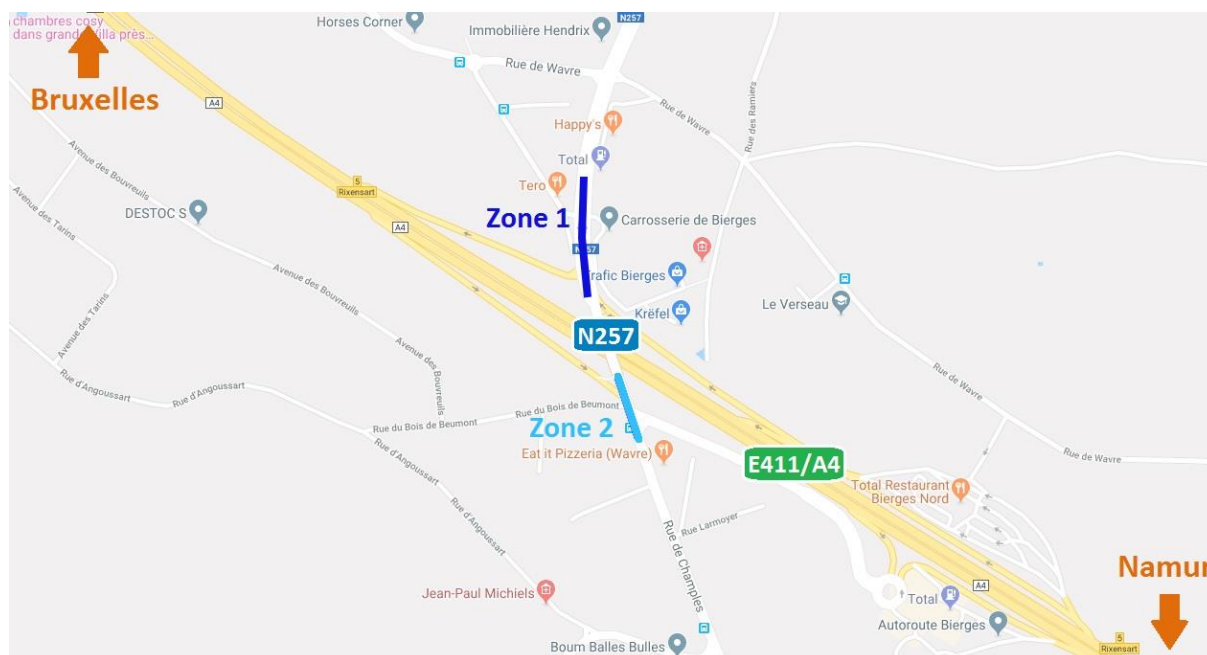 chambres cosy
dans grande Villa près...
Bruxelles
Horses Corner
N257
Immobilière Hendrix
Rue de Wavre
A4
Rue de Wavre
Rue des Ramiers
Happy's
Total
Avenue des Bouvreuils
5
Rixensart
Tero
Avenue des Tarins
DESTOC S
Zone 1
Carrosserie de Bierges
A4
N257
Trafic Bierges
Avenue des Bouvreuils
Le Verseau
Krëfel
Avenue des Tarins
N257
Avenue des Bouvreuils
Rue de Wavre
Rue d'Angoussart
Rue d'Angoussart
Rue du Bois de Beumont
Rue du Bois de Beumont
Zone 2
Eat it Pizzeria (Wavre)
Rue d'Angoussart
E411/A4
Rue de Wavre
Total Restaurant
Bierges Nord
Rue d'Angoussart
Rue Larmoyer
Rue de Champles
Namur
Jean-Paul Michiels
A4
Total
Autoroute Bierges
Boum Balles Bulles
5
Rixensart